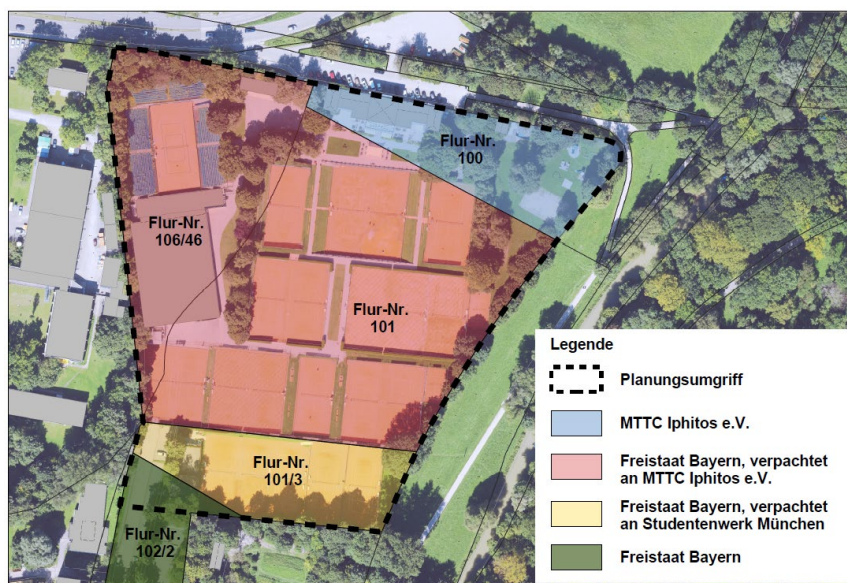 Flur-Nr.
100
Flur-Nr.
106/46
Flur-Nr.
101
Flur-Nr.
101/3
Flur-Nr.
102/2
Legende
Planungsumgriff
MTTC Iphitos e.V.
Freistaat Bayern, verpachtet
an MTTC Iphitos e.V.
Freistaat Bayern, verpachtet
an Studentenwerk München
Freistaat Bayern